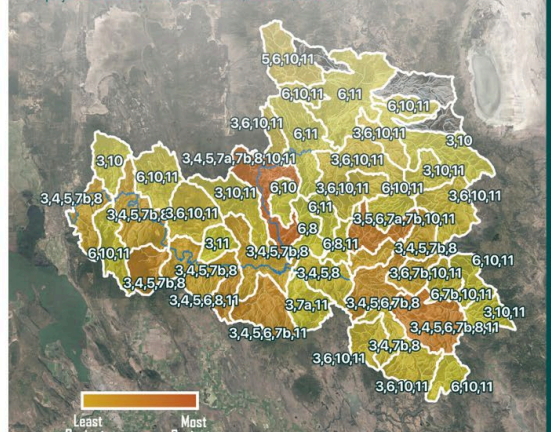 5,6,10,11
6,10,11
6,11
6,10,11
3,6,10,11
6,11
3,6,10,11
3,10
3,10
3,4,5,7a,7b,8,10,11
3,6,10,11
3,10,11
6,10,11
3,10,11
6,10
3,6,10,11
6,10,11
3,6,10,11
3,4,5,7b,8
3,4,5,7b,8
3,6,10,11
6,11
3,5,6,7a,7b,10,11
6,8
6,10,11
3,11
3,4,5,7b,8
6,8,11
3,4,5,7b,8
6,10,11
3,4,5,7b,8
3,4,5,7b,8
3,4,5,8
3,6,7b,10,11
6,7b,10,11
3,4,5,6,8,11
3,7a,11
3,4,5,6,7b,8
3,10,11
3,4,5,6,7b,11
3,4,5,6,7b,8,11
3,4,7b,8
3,6,10,11
3,6,10,11
6,10,11
Least
Most